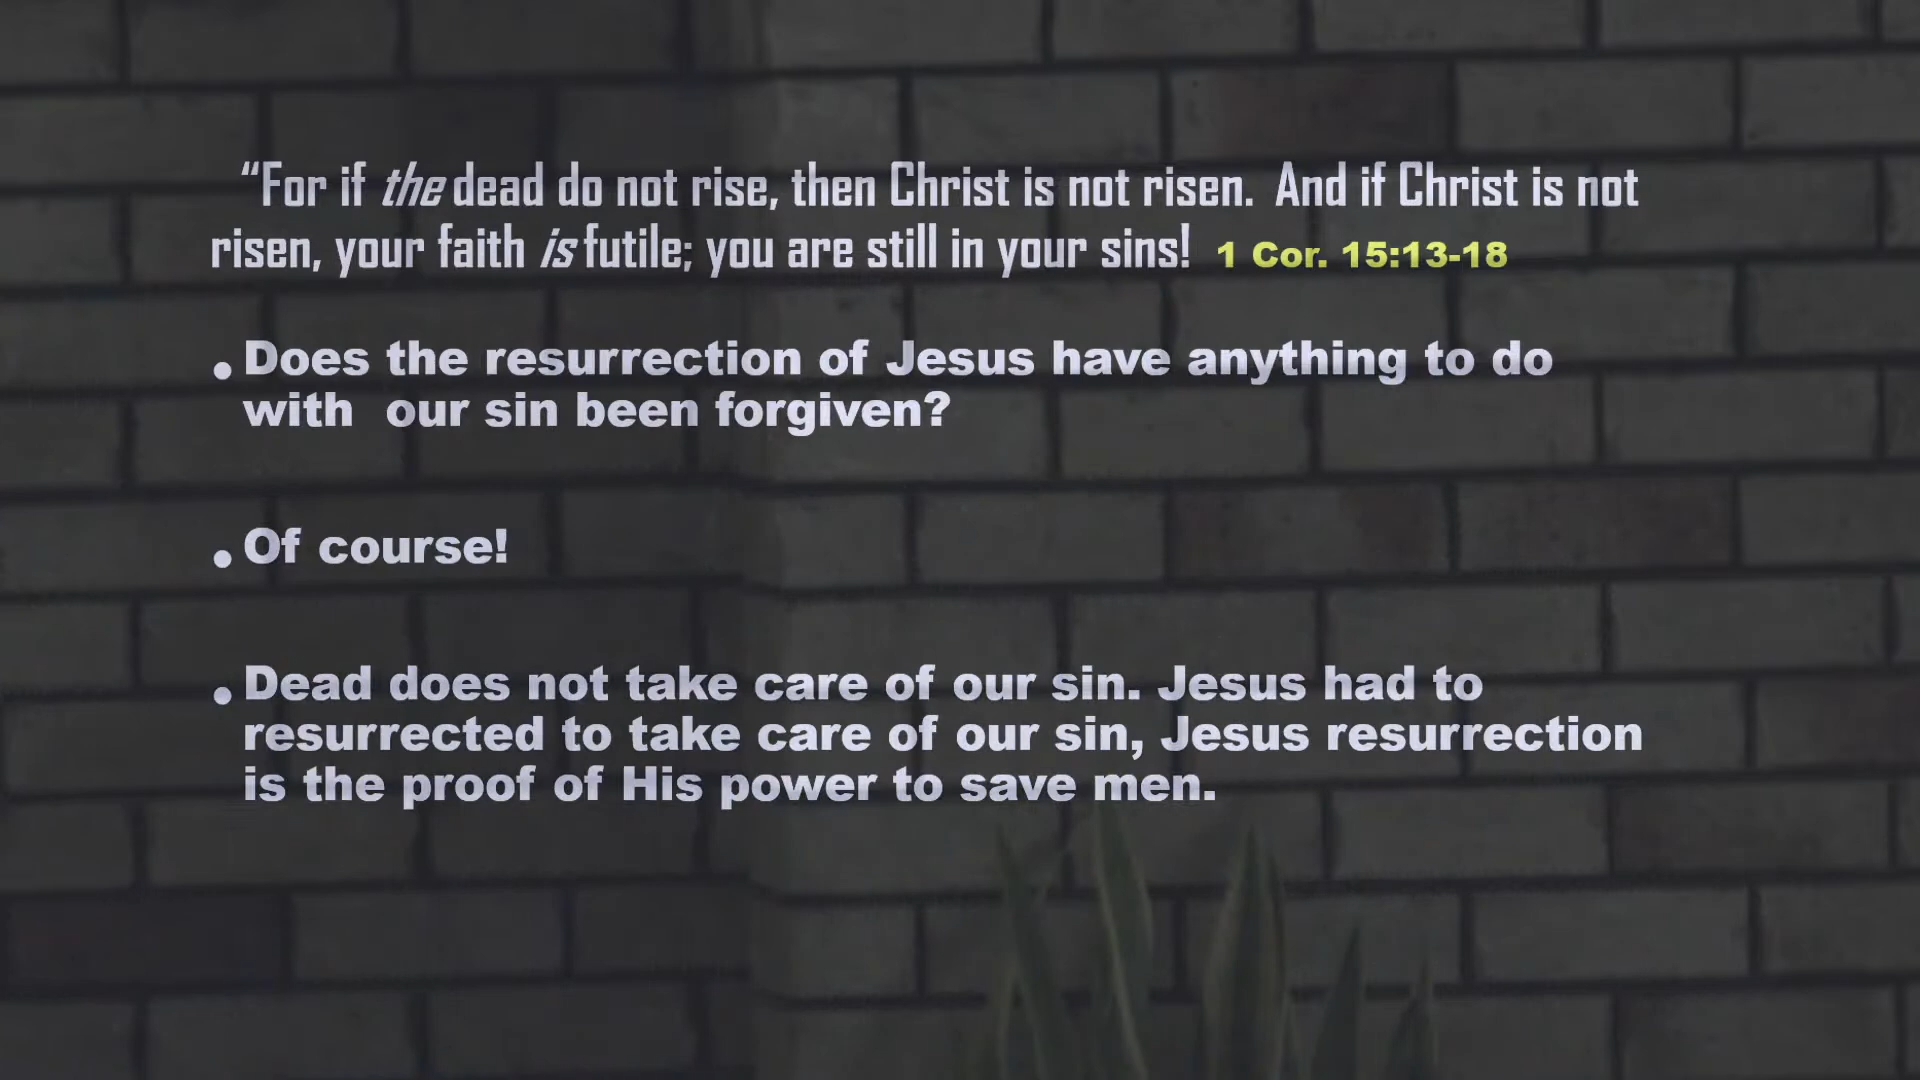 “For if the dead do not rise, then Christ is not risen. And if Christ is not
risen, your faith is futile; you are still in your sins! 1 Cor. 15:13-18
• Does the resurrection of Jesus have anything to do
with our sin been forgiven?
• Of course!
• Dead does not take care of our sin. Jesus had to
resurrected to take care of our sin, Jesus resurrection
is the proof of His power to save men.